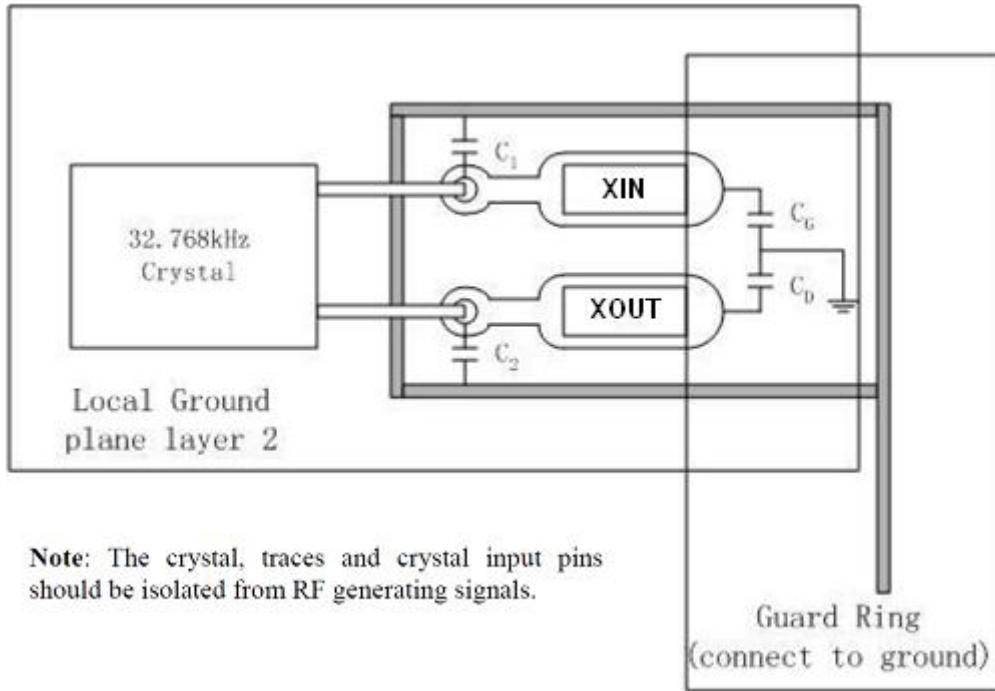 C1
XIN
32.768kHz
Crystal
CG
CD
XOUT
C2
Local Ground
plane layer 2
Note: The crystal, traces and crystal input pins
should be isolated from RF generating signals.
Guard Ring
(connect to ground)